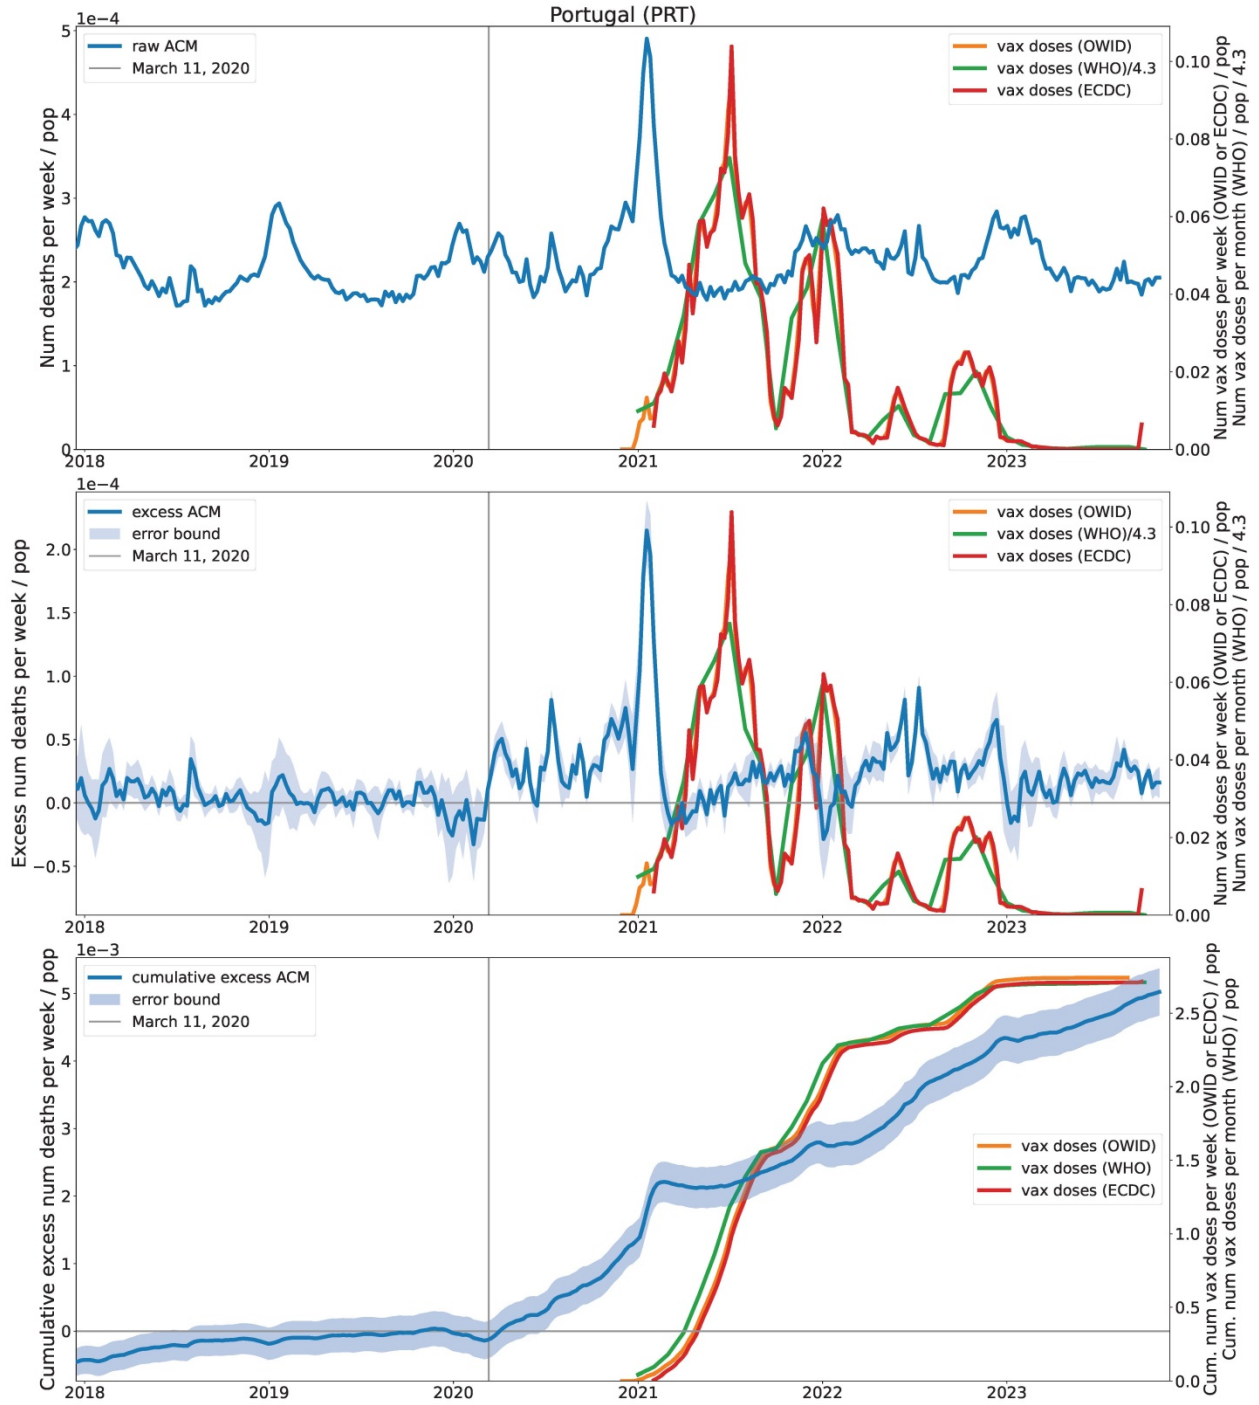 Portugal (PRT)
1e−4
5
4
3
2
1
0
Num deaths per week / pop
raw ACM
March 11, 2020
vax doses (OWID)
vax doses (WHO)/4.3
vax doses (ECDC)
0.10
0.08
0.06
0.04
0.02
0.00
Num vax doses per week (OWID or ECDC) / pop
Num vax doses per month (WHO) / pop / 4.3
2018 2019 2020 2021 2022 2023
1e−4
2.0
1.5
1.0
0.5
0.0
−0.5
Excess num deaths per week / pop
excess ACM
error bound
March 11, 2020
vax doses (OWID)
vax doses (WHO)/4.3
vax doses (ECDC)
0.10
0.08
0.06
0.04
0.02
0.00
Num vax doses per week (OWID or ECDC) / pop
Num vax doses per month (WHO) / pop / 4.3
2018 2019 2020 2021 2022 2023
1e−3
5
4
3
2
1
0
Cumulative excess num deaths per week / pop
cumulative excess ACM
error bound
March 11, 2020
vax doses (OWID)
vax doses (WHO)
vax doses (ECDC)
2.5
2.0
1.5
1.0
0.5
0.0
Cum. num vax doses per week (OWID or ECDC) / pop
Cum. num vax doses per month (WHO) / pop
2018 2019 2020 2021 2022 2023